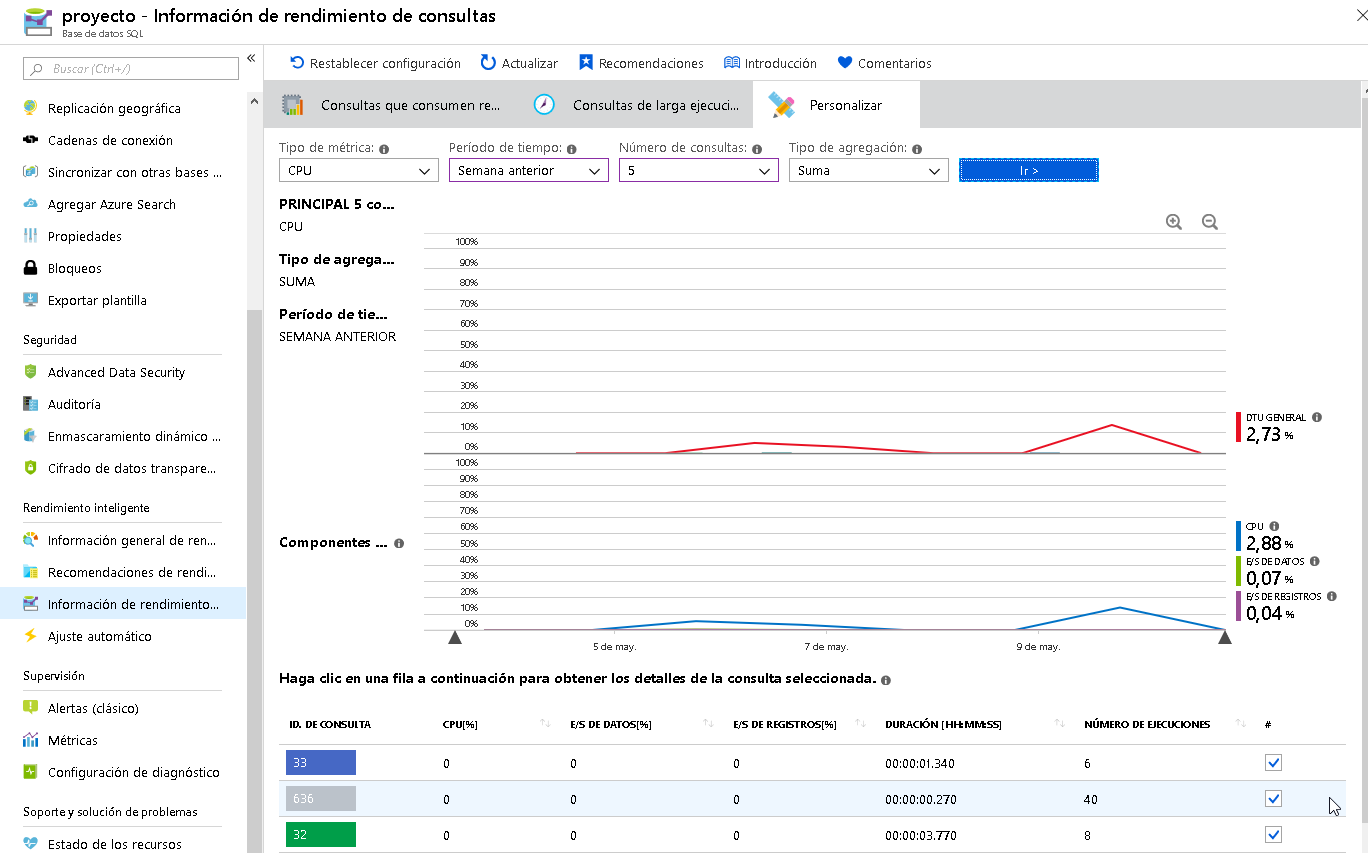 proyecto - Información de rendimiento de consultas
Base de datos SQL
Buscar (Ctrl+/)
Replicación geográfica
Cadenas de conexión
Sincronizar con otras bases ...
Agregar Azure Search
Propiedades
Bloqueos
Exportar plantilla
Seguridad
Advanced Data Security
Auditoría
Enmascaramiento dinámico ...
Cifrado de datos transpare...
Rendimiento inteligente
Información general de ren...
Recomendaciones de rendi...
Información de rendimiento...
Ajuste automático
Supervisión
Alertas (clásico)
Métricas
Configuración de diagnóstico
Soporte y solución de problemas
Estado de los recursos
Restablecer configuración Actualizar Recomendaciones Introducción Comentarios
Consultas que consumen re... Consultas de larga ejecuci... Personalizar
Tipo de métrica: Período de tiempo: Número de consultas: Tipo de agregación:
CPU Semana anterior 5 Suma Ir >
PRINCIPAL 5 co...
CPU
Tipo de agrega...
SUMA
Período de tie...
SEMANA ANTERIOR
100%
90%
80%
70%
60%
50%
40%
30%
20%
10%
0%
DTU GENERAL
2,73 %
Componentes ...
100%
90%
80%
70%
60%
50%
40%
30%
20%
10%
0%
CPU
2,88 %
E/S DE DATOS
0,07 %
E/S DE REGISTROS
0,04 %
5 de may. 7 de may. 9 de may.
Haga clic en una fila a continuación para obtener los detalles de la consulta seleccionada.
ID. DE CONSULTA CPU[%] E/S DE DATOS[%] E/S DE REGISTROS[%] DURACIÓN [HH:MM:SS] NÚMERO DE EJECUCIONES #
33 0 0 0 00:00:01.340 6
636 0 0 0 00:00:00.270 40
32 0 0 0 00:00:03.770 8